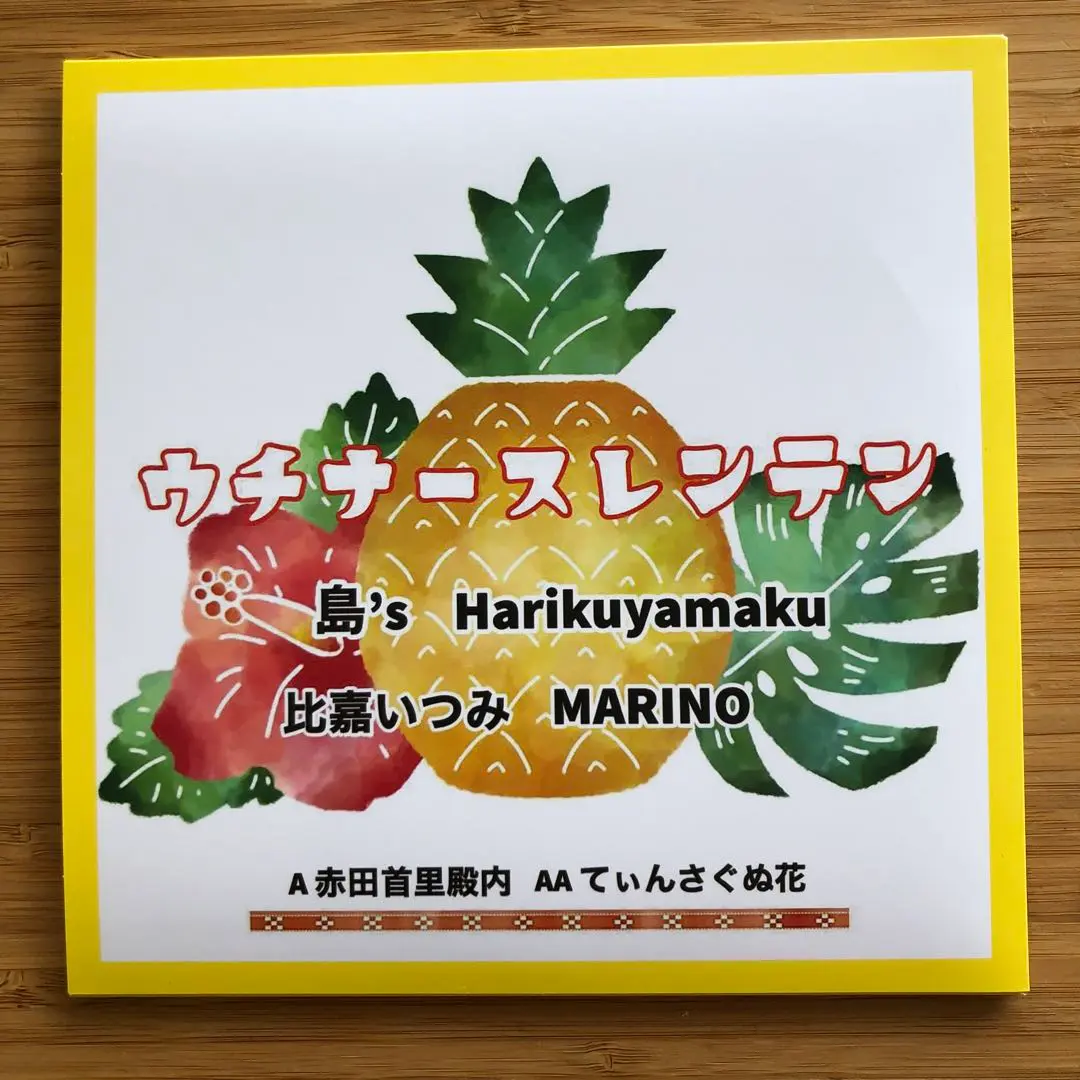 ウチナースレンテン
島’s Harikuyamaku
比嘉いつみ MARINO
A 赤田首里殿内 AA てぃんさぐぬ花